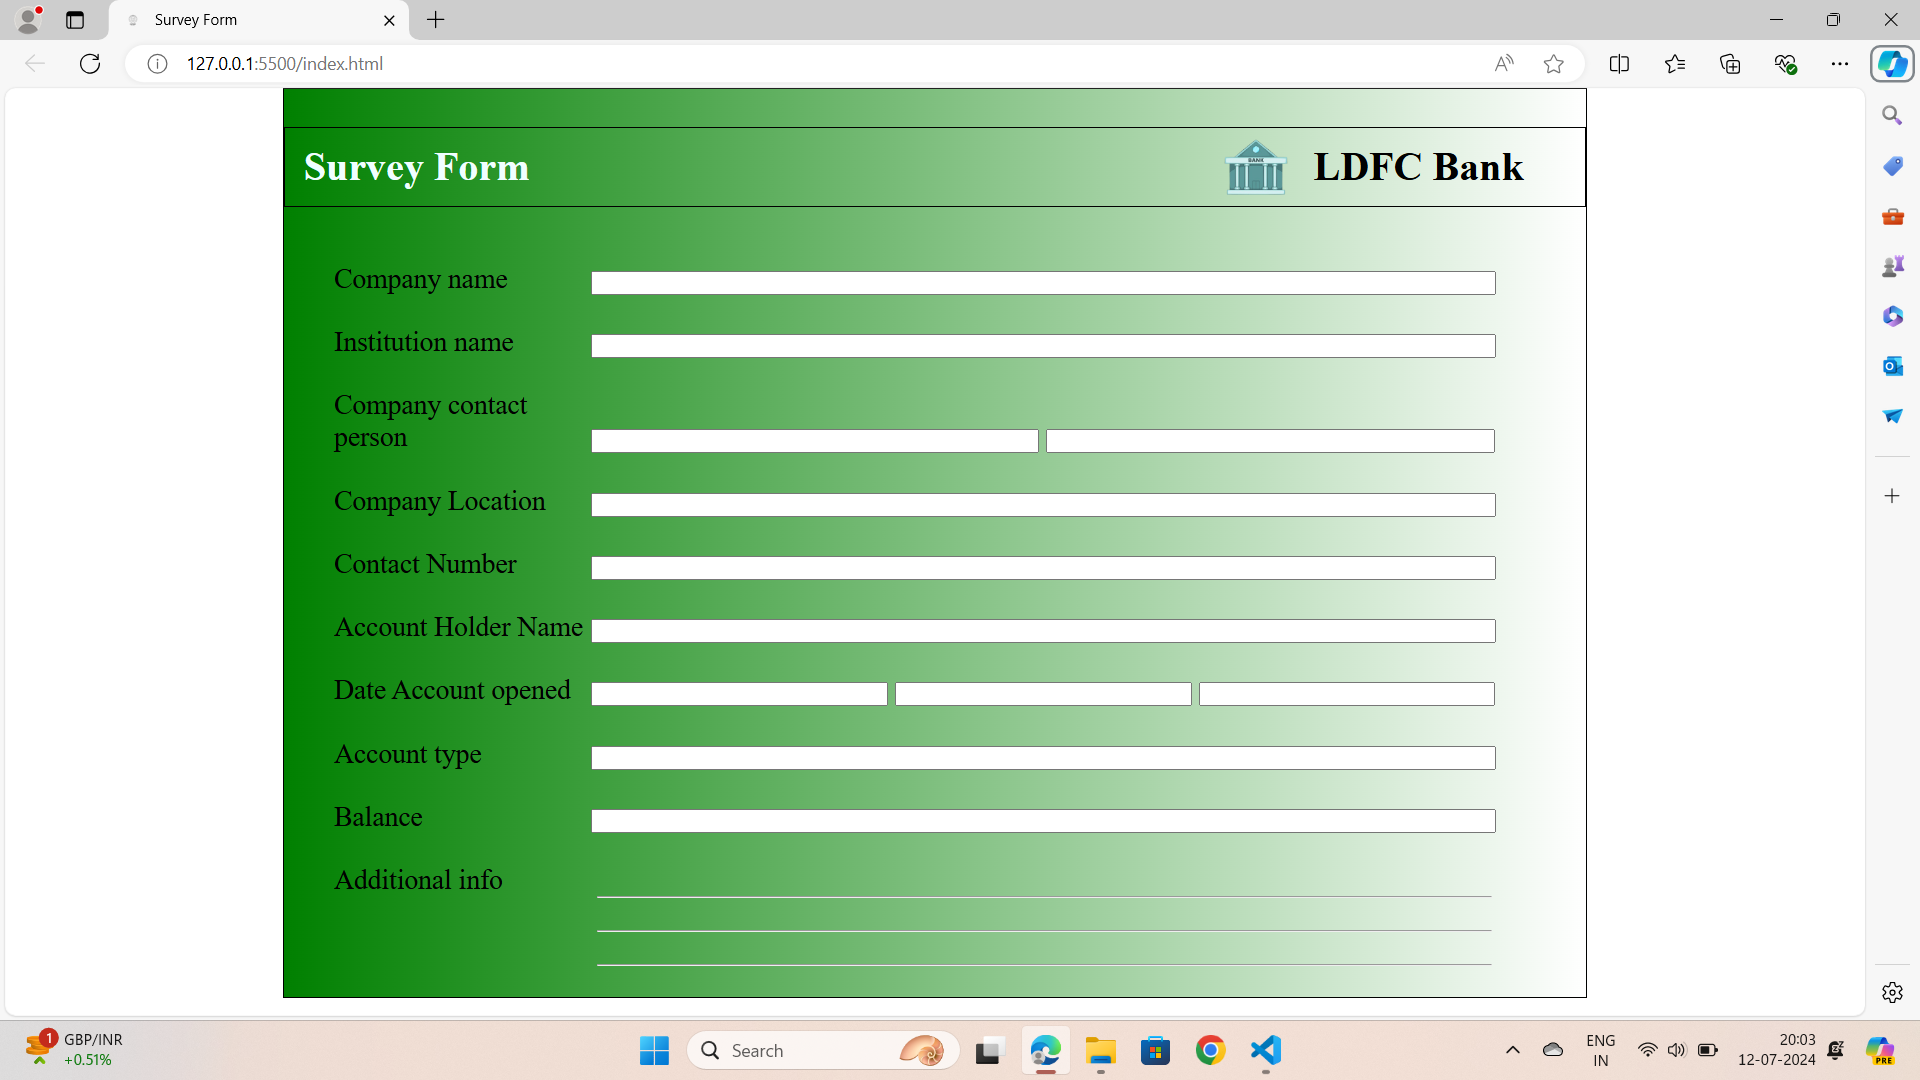 Survey Form
127.0.0.1:5500/index.html
Survey Form
BANK
LDFC Bank
Company name
Institution name
Company contact
person
Company Location
Contact Number
Account Holder Name
Date Account opened
Account type
Balance
Additional info
1
GBP/INR
+0.51%
Search
ENG
IN
20:03
12-07-2024
PRE